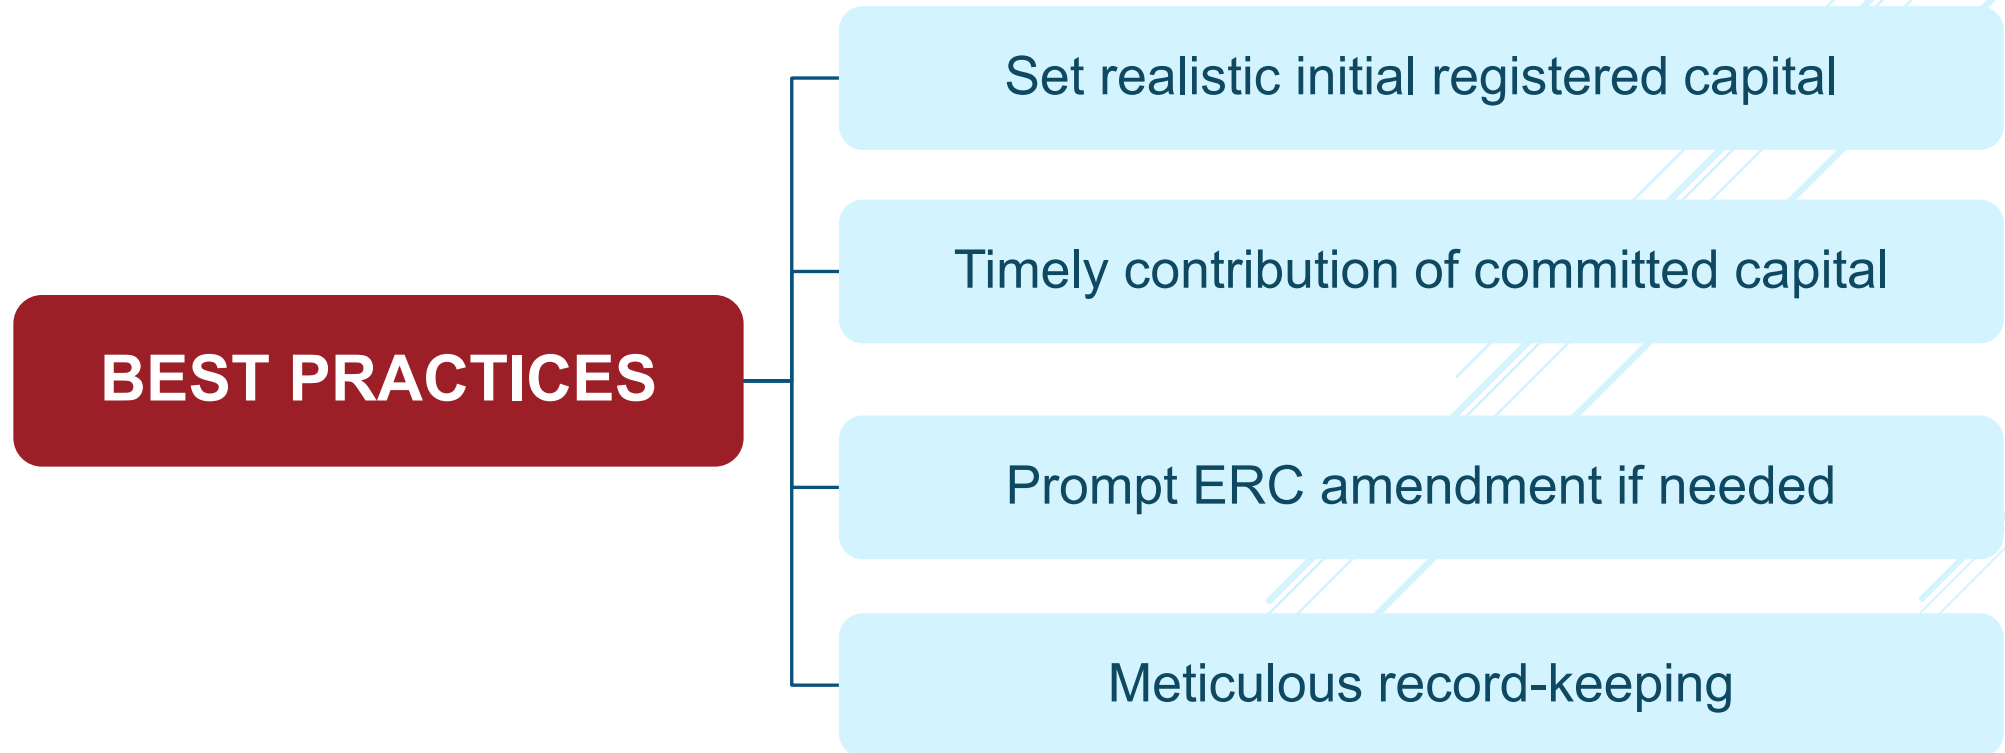 BEST PRACTICES
Set realistic initial registered capital
Timely contribution of committed capital
Prompt ERC amendment if needed
Meticulous record-keeping